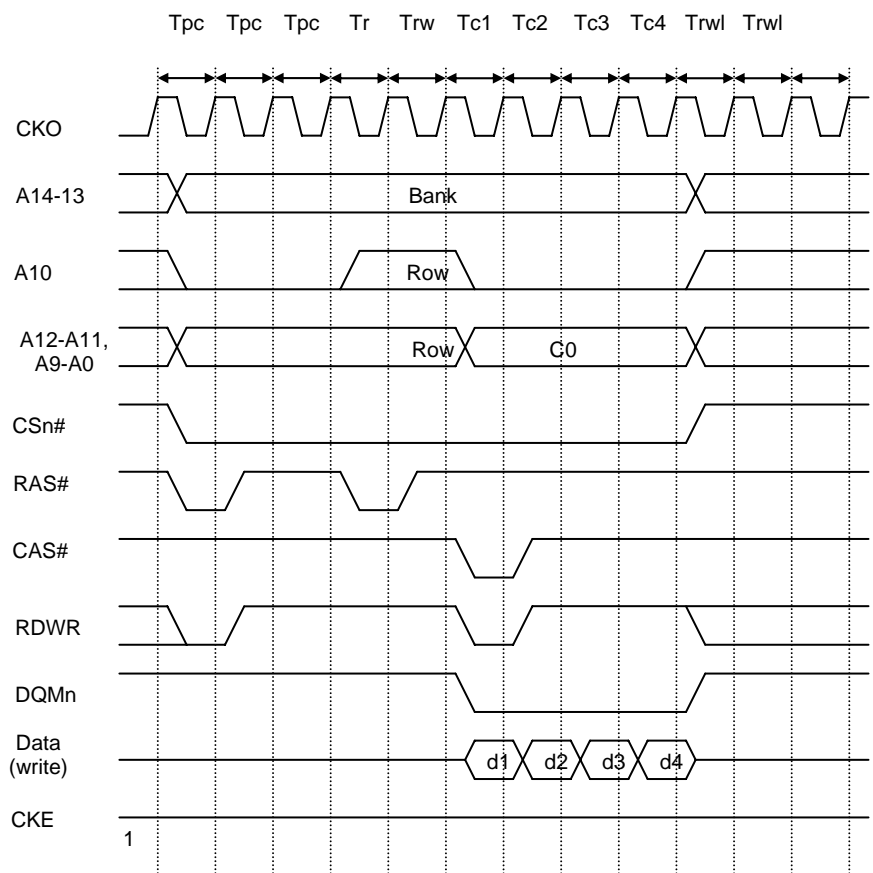 Tpc Tpc Tpc Tr Trw Tc1 Tc2 Tc3 Tc4 Trwl Trwl
CKO
A14-13 Bank
A10 Row
A12-A11,
A9-A0 Row C0
CSn#
RAS#
CAS#
RDWR
DQMn
Data
(write) d1 d2 d3 d4
CKE
1